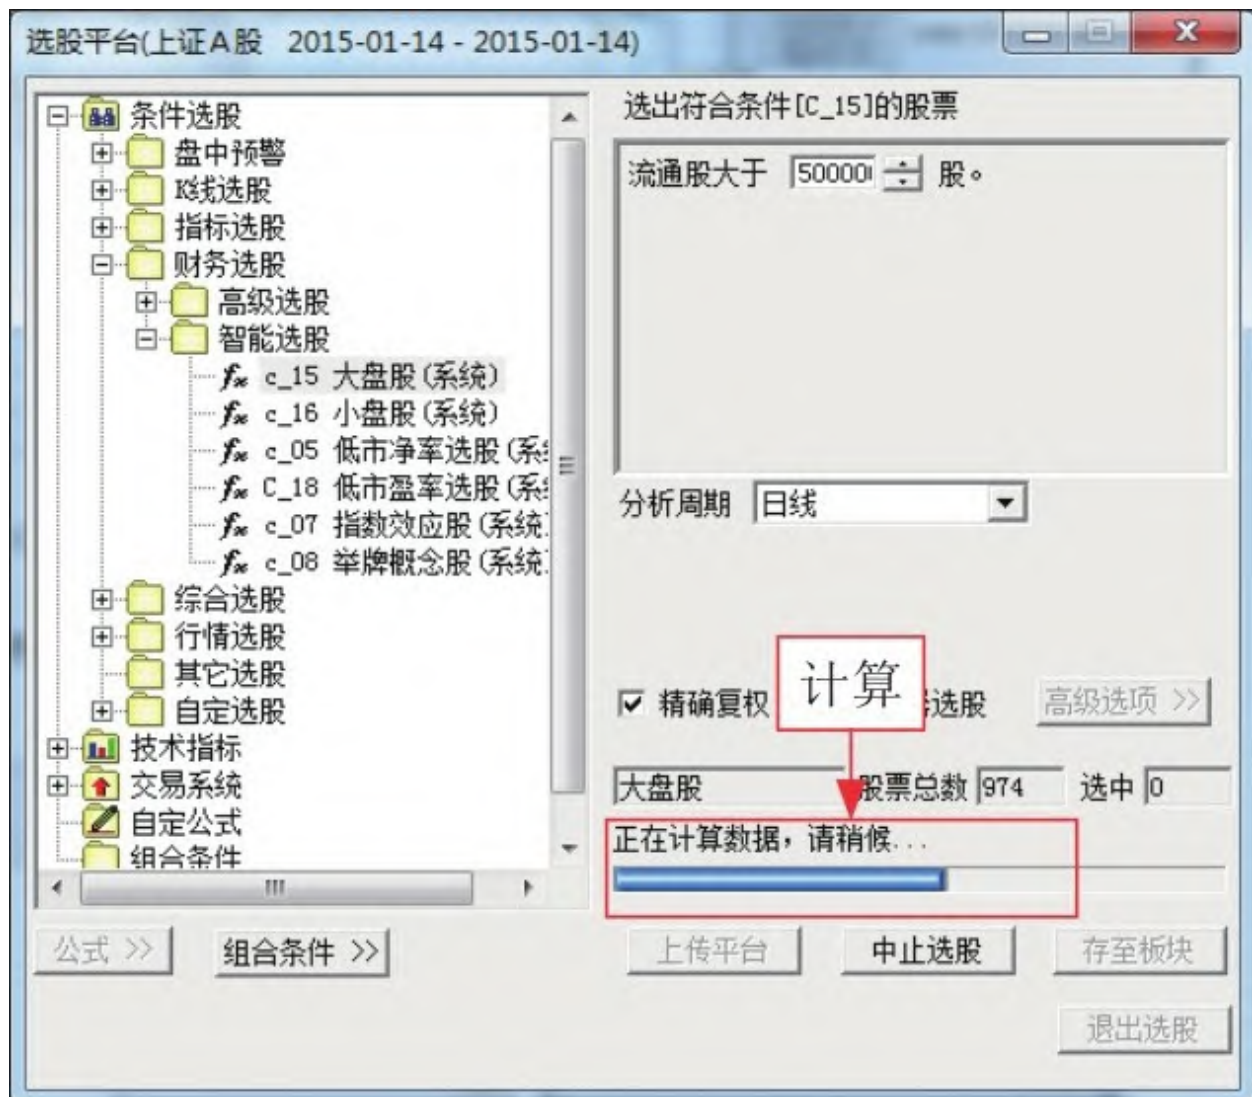 选股平台(上证A股 2015-01-14 - 2015-01-14)
条件选股
盘中预警
K线选股
指标选股
财务选股
高级选股
智能选股
fx c_15 大盘股(系统)
fx c_16 小盘股(系统)
fx c_05 低市净率选股(系
fx C_18 低市盈率选股(系
fx c_07 指数效应股(系统
fx c_08 举牌概念股(系统
综合选股
行情选股
其它选股
自定选股
技术指标
交易系统
自定公式
组合条件
公式 >>
组合条件 >>
选出符合条件[C_15]的股票
流通股大于 50000 股。
分析周期 日线
计算
精确复权 选股 高级选项 >>
大盘股 股票总数 974 选中 0
正在计算数据,请稍候...
上传平台 中止选股 存至板块
退出选股